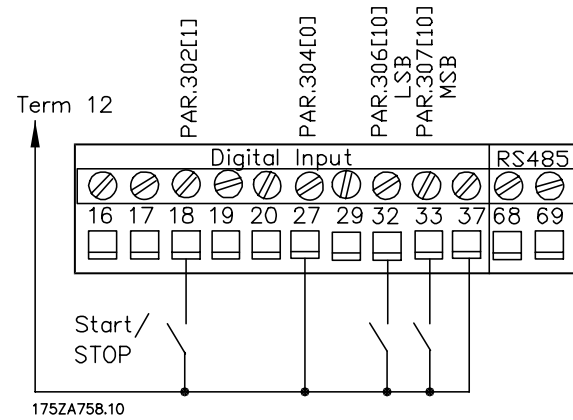 PAR.302[1]
PAR.304[0]
PAR.306[10]
LSB
PAR.307[10]
MSB
Term 12
Digital Input
RS485
16 17 18 19 20 27 29 32 33 37 68 69
Start/
STOP
175ZA758.10